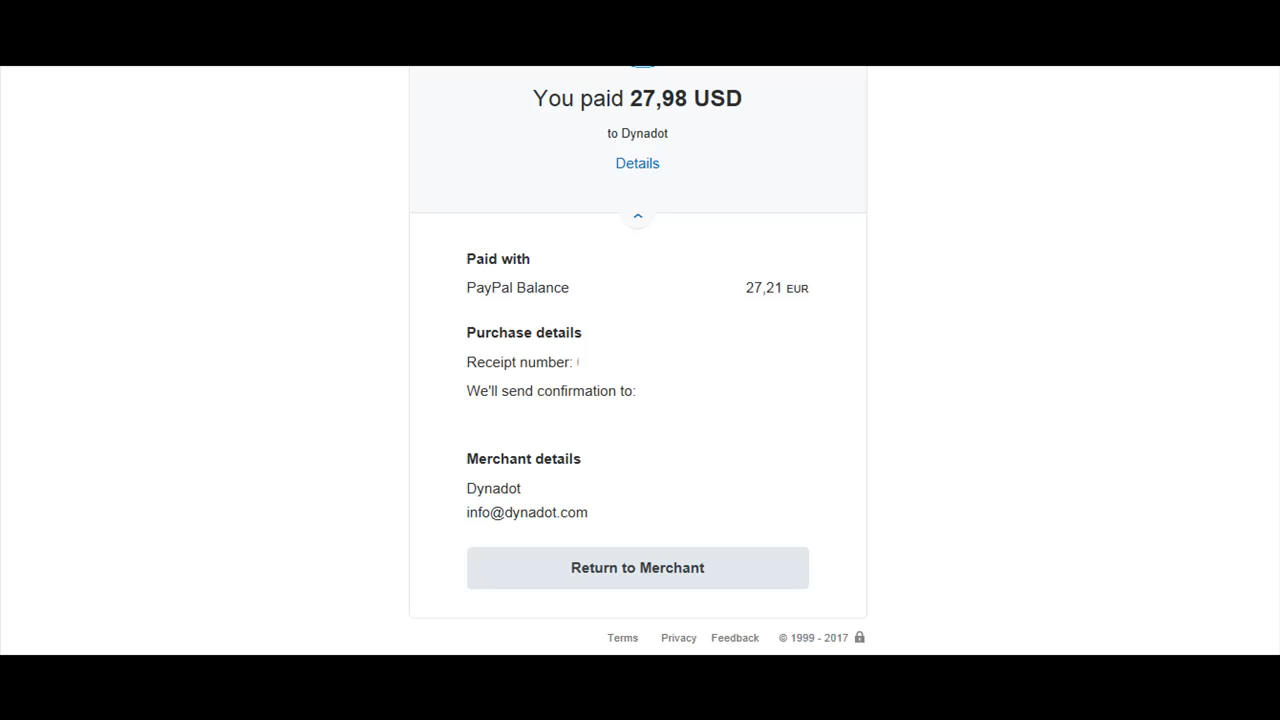 You paid 27,98 USD
to Dynadot
Details
Paid with
PayPal Balance 27,21 EUR
Purchase details
Receipt number:
We'll send confirmation to:
Merchant details
Dynadot
info@dynadot.com
Return to Merchant
Terms Privacy Feedback © 1999 - 2017